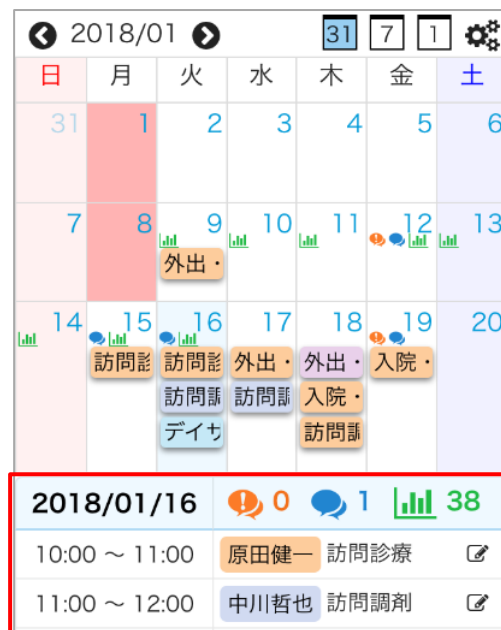 2018/01 31 7 1
日 月 火 水 木 金 土
31 1 2 3 4 5 6
7 8 9 10 11 12 13
外出・
14 15 16 17 18 19 20
訪問診 訪問診 外出・ 外出・ 入院・
訪問調 訪問調 入院・
デイサ 訪問調
2018/01/16 0 1 38
10:00 ～ 11:00 原田健一 訪問診療
11:00 ～ 12:00 中川哲也 訪問調剤